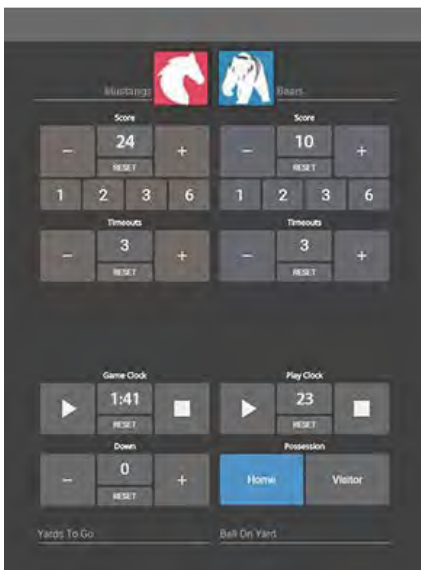 Mustangs Bears
Score Score
24 10
- + - +
RESET RESET
1 2 3 6 1 2 3 6
Timeouts Timeouts
3 3
- + - +
RESET RESET
Game Clock Play Clock
1:41 23
RESET RESET
Down Possession
0
- + Home Visitor
RESET
Yards To Go Ball On Yard